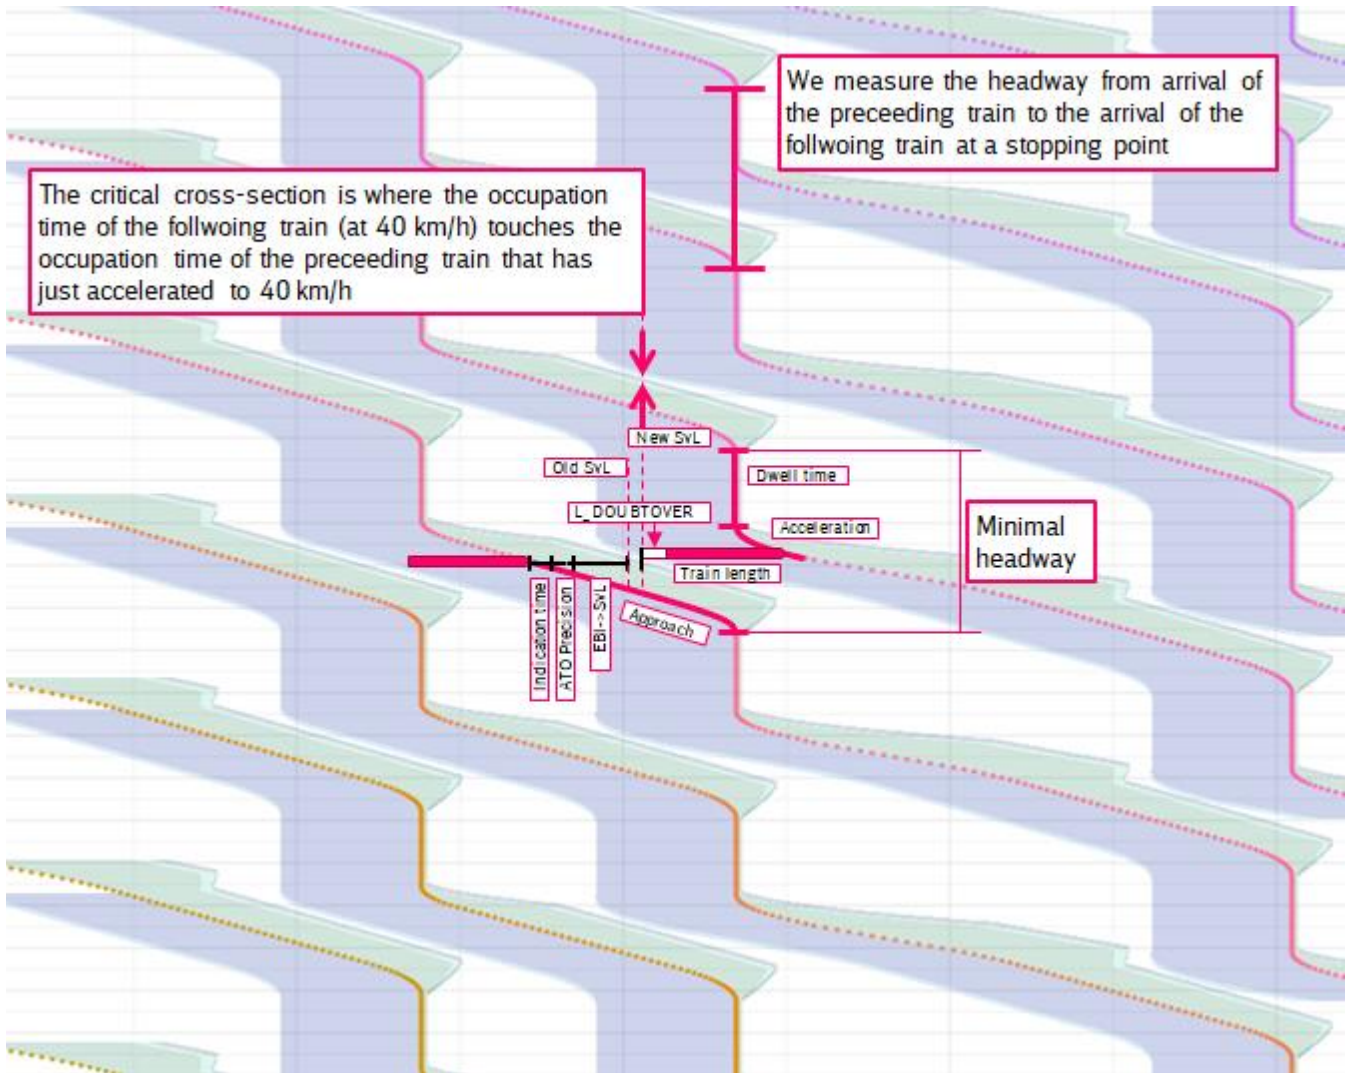 We measure the headway from arrival of
the preceeding train to the arrival of the
follwoing train at a stopping point
The critical cross-section is where the occupation
time of the follwoing train (at 40 km/h) touches the
occupation time of the preceeding train that has
just accelerated to 40 km/h
New SvL
Old SvL
Dwell time
L_DOUBTOVER
Acceleration
Minimal
headway
Train length
Indication time
ATO Precision
EBI-> SvL
Approach